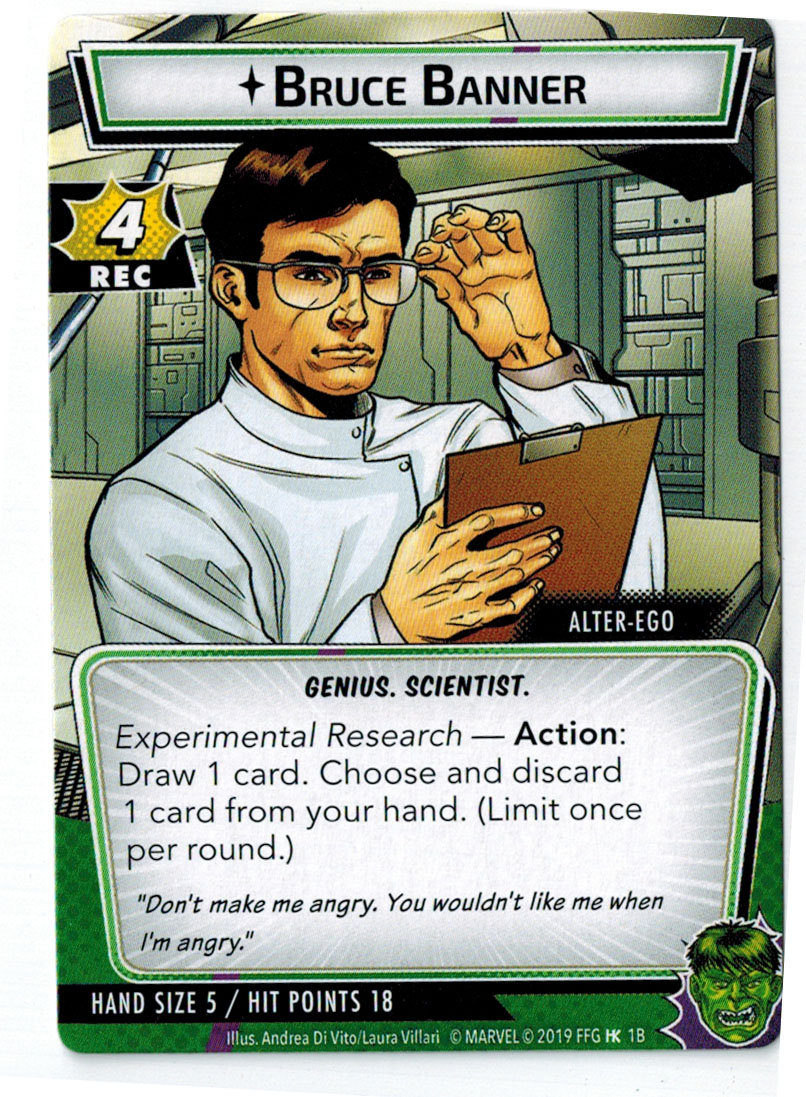 BRUCE BANNER
4
REC
ALTER-EGO
GENIUS. SCIENTIST.
Experimental Research — Action:
Draw 1 card. Choose and discard
1 card from your hand. (Limit once
per round.)
"Don't make me angry. You wouldn't like me when
I'm angry."
HAND SIZE 5 / HIT POINTS 18
Illus. Andrea Di Vito/Laura Villari © MARVEL © 2019 FFG HK 1B